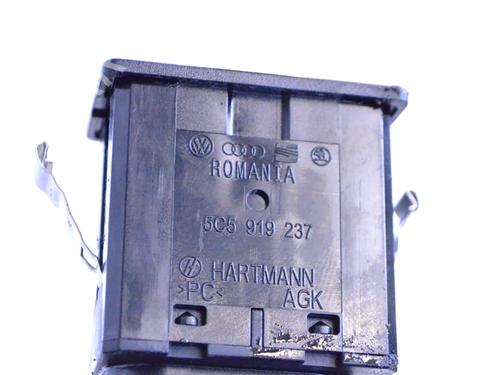 ROMANIA
5C5 919 237
HARTMANN
>PC< AGK